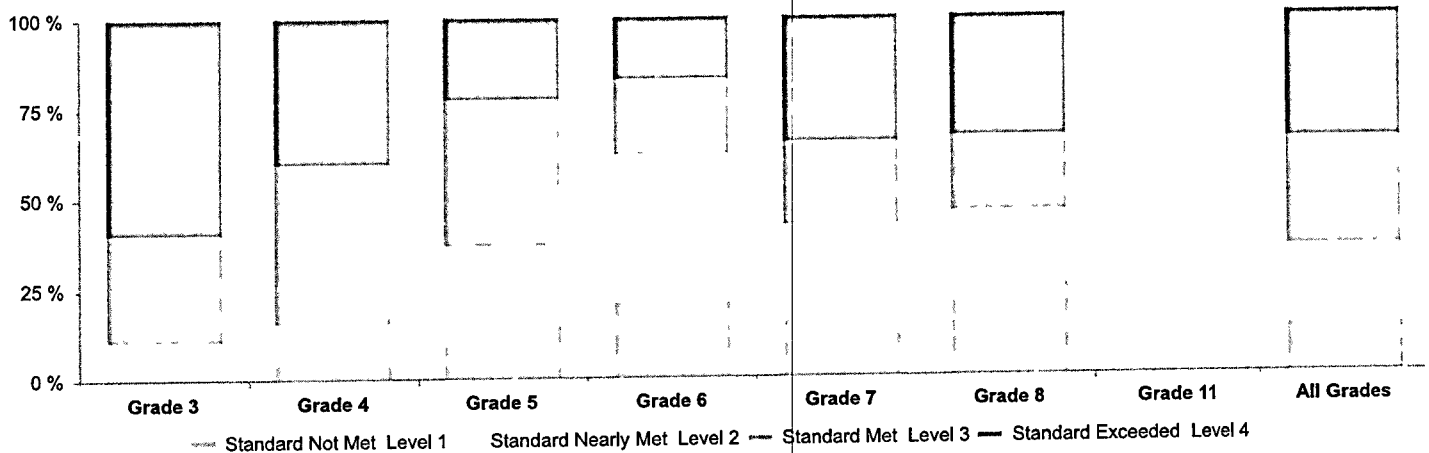 100 %
75 %
50 %
25 %
0 %
Grade 3 Grade 4 Grade 5 Grade 6 Grade 7 Grade 8 Grade 11 All Grades
Standard Not Met Level 1 Standard Nearly Met Level 2 Standard Met Level 3 Standard Exceeded Level 4